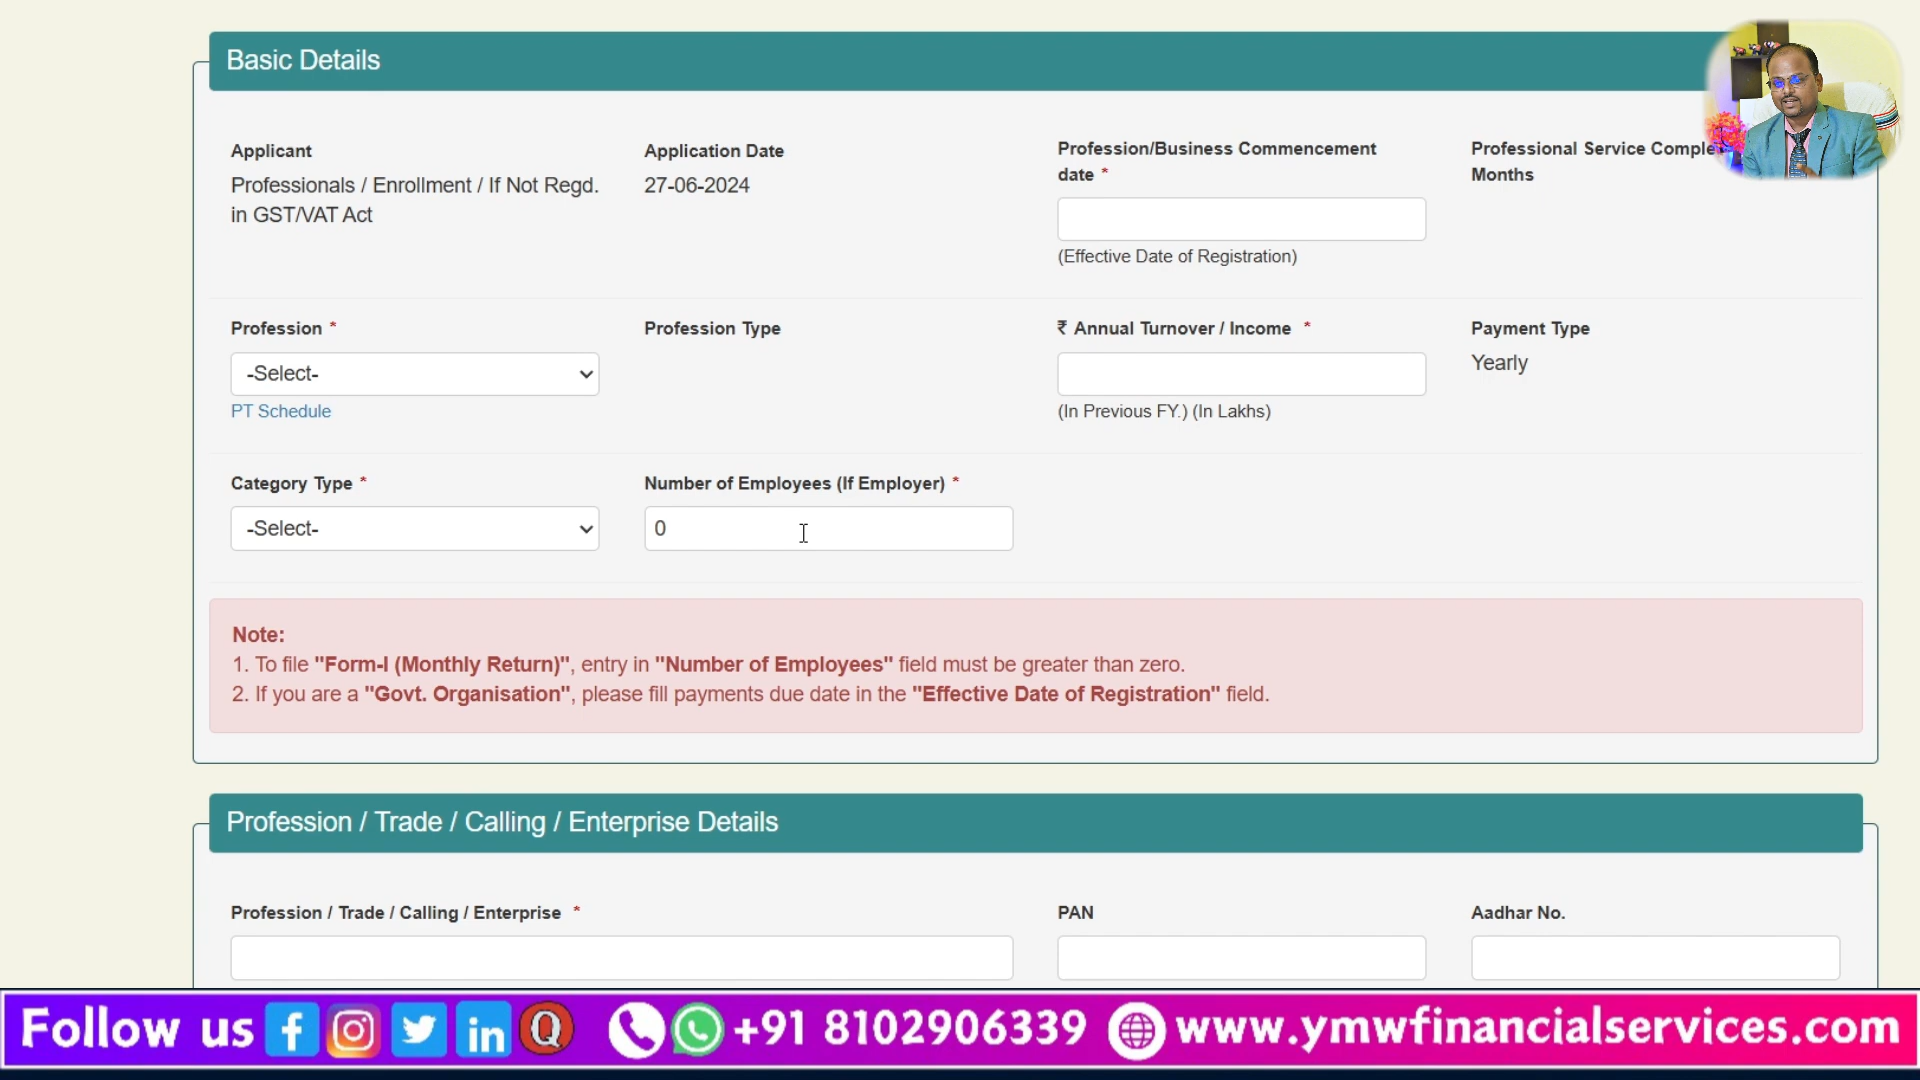 Basic Details
Applicant
Professionals / Enrollment / If Not Regd.
in GST/VAT Act
Application Date
27-06-2024
Profession/Business Commencement
date *
(Effective Date of Registration)
Professional Service
Months
Profession *
-Select-
PT Schedule
Profession Type
₹ Annual Turnover / Income *
(In Previous FY.) (In Lakhs)
Payment Type
Yearly
Category Type *
-Select-
Number of Employees (If Employer) *
0
Note:
1. To file "Form-I (Monthly Return)", entry in "Number of Employees" field must be greater than zero.
2. If you are a "Govt. Organisation", please fill payments due date in the "Effective Date of Registration" field.
Profession / Trade / Calling / Enterprise Details
Profession / Trade / Calling / Enterprise *
PAN
Aadhar No.
Follow us +91 8102906339 www.ymwfinancialservices.com